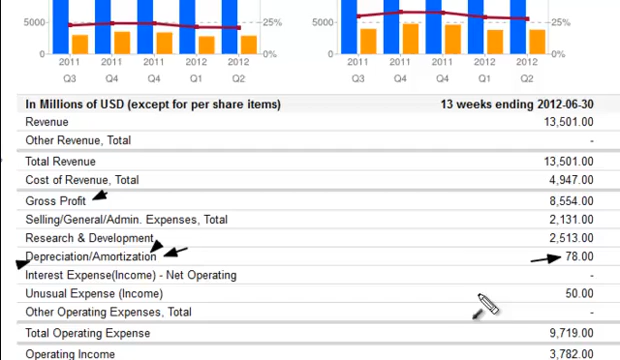 5000 25% 5000 25%
0 0% 0 0%
2011 2011 2011 2012 2012 2011 2011 2012 2012 2012
Q3 Q4 Q4 Q1 Q2 Q3 Q4 Q4 Q1 Q2
In Millions of USD (except for per share items) 13 weeks ending 2012-06-30
Revenue 13,501.00
Other Revenue, Total -
Total Revenue 13,501.00
Cost of Revenue, Total 4,947.00
Gross Profit 8,554.00
Selling/General/Admin. Expenses, Total 2,131.00
Research & Development 2,513.00
Depreciation/Amortization 78.00
Interest Expense(Income) - Net Operating -
Unusual Expense (Income) 50.00
Other Operating Expenses, Total -
Total Operating Expense 9,719.00
Operating Income 3,782.00